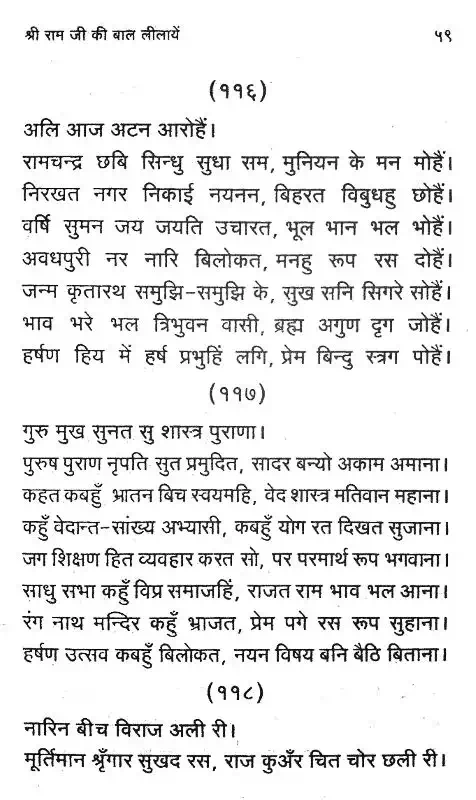 श्री राम जी की बाल लीलायें ५९
(११६)
अलि आज अटन आरोहैं।
रामचन्द्र छबि सिन्धु सुधा सम, मुनियन के मन मोहैं।
निरखत नगर निकाई नयनन, बिहरत विबुधहु छोहैं।
वर्षि सुमन जय जयति उचारत, भूल भान भल भोहैं।
अवधपुरी नर नारि बिलोकत, मनहु रूप रस दोहैं।
जन्म कृतारथ समुझि-समुझि के, सुख सनि सिगरे सोहैं।
भाव भरे भल त्रिभुवन वासी, ब्रह्म अगुण दृग जोहैं।
हर्षण हिय में हर्ष प्रभुहिं लगि, प्रेम बिन्दु स्त्रग पोहैं।
(११७)
गुरु मुख सुनत सु शास्त्र पुराणा।
पुरुष पुराण नृपति सुत प्रमुदित, सादर बन्यो अकाम अमाना।
कहत कबहुँ भ्रातन बिच स्वयमहि, वेद शास्त्र मतिवान महाना।
कहुँ वेदान्त-सांख्य अभ्यासी, कबहुँ योग रत दिखत सुजाना।
जग शिक्षण हित व्यवहार करत सो, पर परमार्थ रूप भगवाना।
साधु सभा कहुँ विप्र समाजहिं, राजत राम भाव भल आना।
रंग नाथ मन्दिर कहुँ भ्राजत, प्रेम पगे रस रूप सुहाना।
हर्षण उत्सव कबहुँ बिलोकत, नयन विषय बनि बैठि बिताना।
(११८)
नारिन बीच विराज अली री।
मूर्तिमान श्रृँगार सुखद रस, राज कुअँर चित चोर छली री।